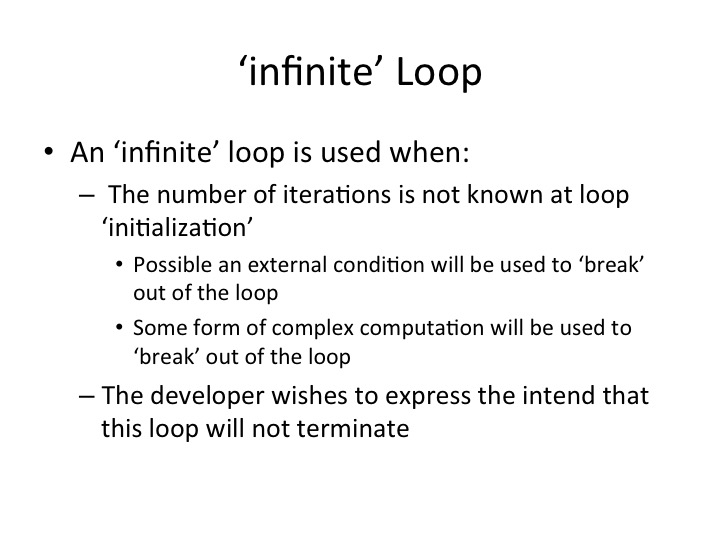 ‘infinite’ Loop
• An ‘infinite’ loop is used when:
– The number of iterations is not known at loop
‘initialization’
• Possible an external condition will be used to ‘break’
out of the loop
• Some form of complex computation will be used to
‘break’ out of the loop
– The developer wishes to express the intend that
this loop will not terminate